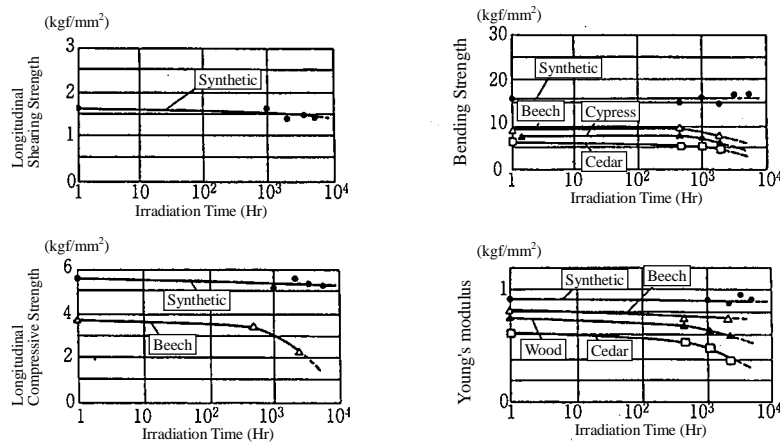 (kgf/mm²)
Longitudinal
Shearing Strength
3
2
1
0
Synthetic
1 10 10² 10³ 10⁴
Irradiation Time (Hr)
(kgf/mm²)
Bending Strength
30
20
10
0
Synthetic
Beech
Cypress
Cedar
1 10 10² 10³ 10⁴
Irradiation Time (Hr)
(kgf/mm²)
Longitudinal
Compressive Strength
6
4
2
0
Synthetic
Beech
1 10 10² 10³ 10⁴
Irradiation Time (Hr)
(kgf/mm²)
Young's modulus
1
0
Synthetic
Beech
Wood
Cedar
1 10 10² 10³ 10⁴
Irradiation Time (Hr)